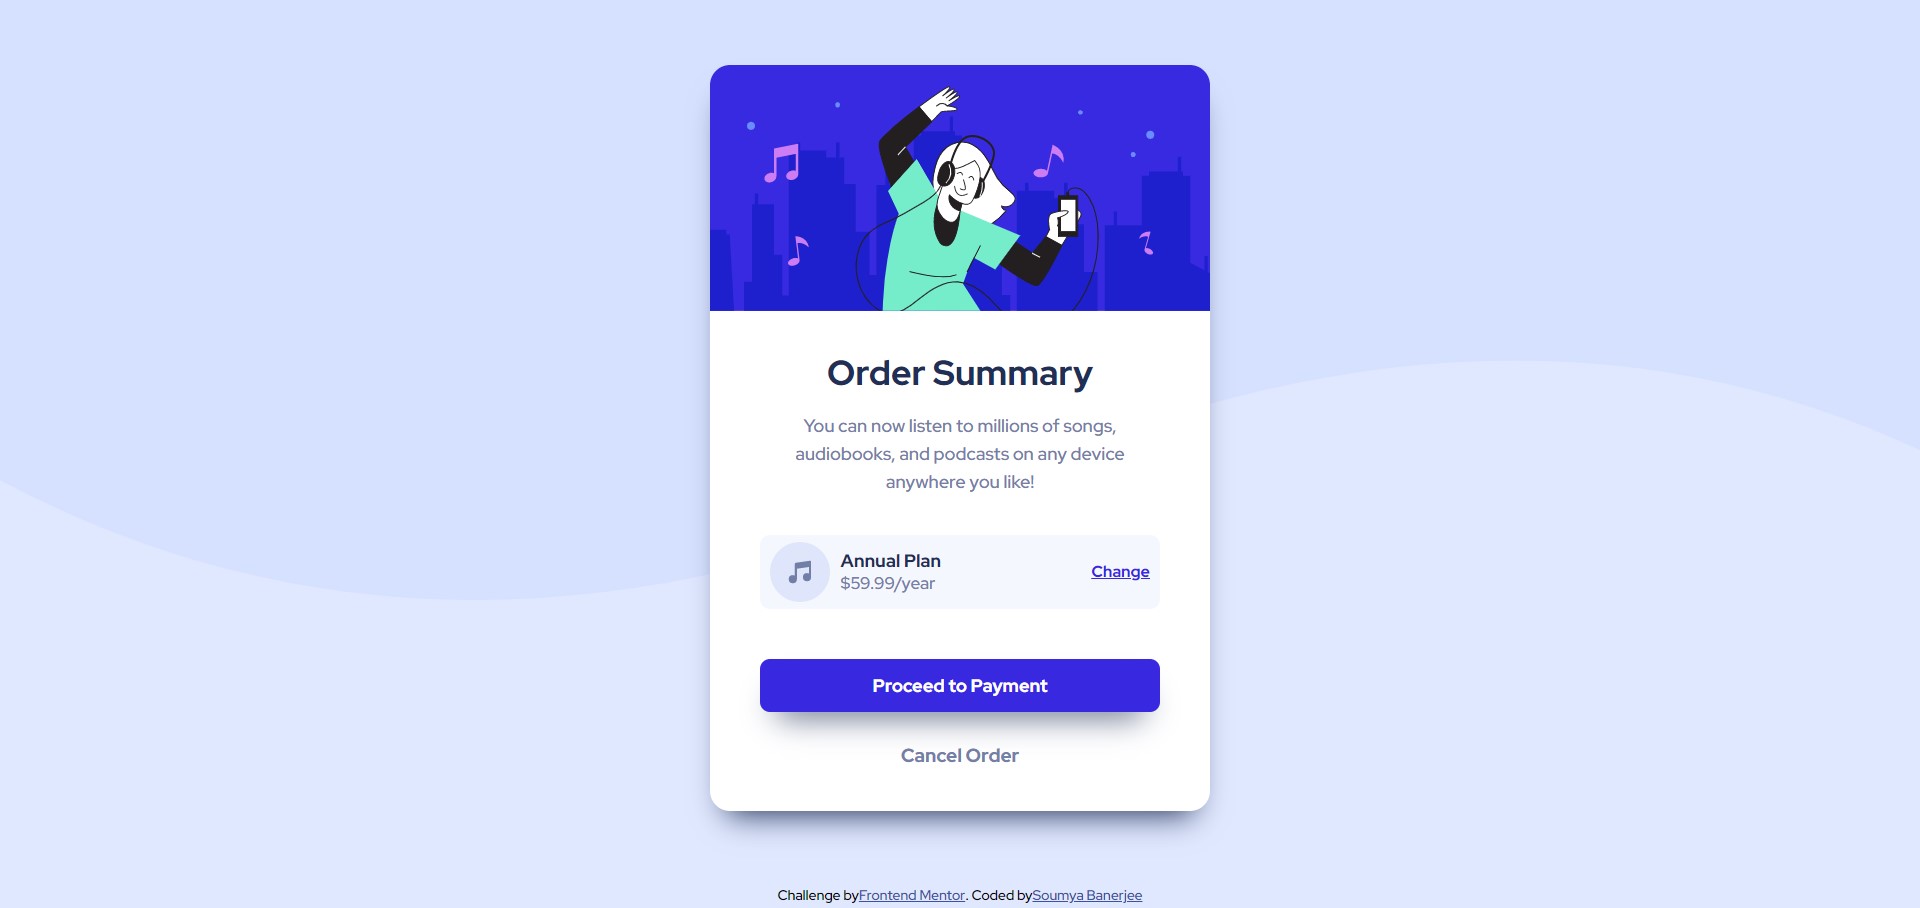 Order Summary
You can now listen to millions of songs,
audiobooks, and podcasts on any device
anywhere you like!
Annual Plan
$59.99/year
Change
Proceed to Payment
Cancel Order
Challenge byFrontend Mentor. Coded bySoumya Banerjee